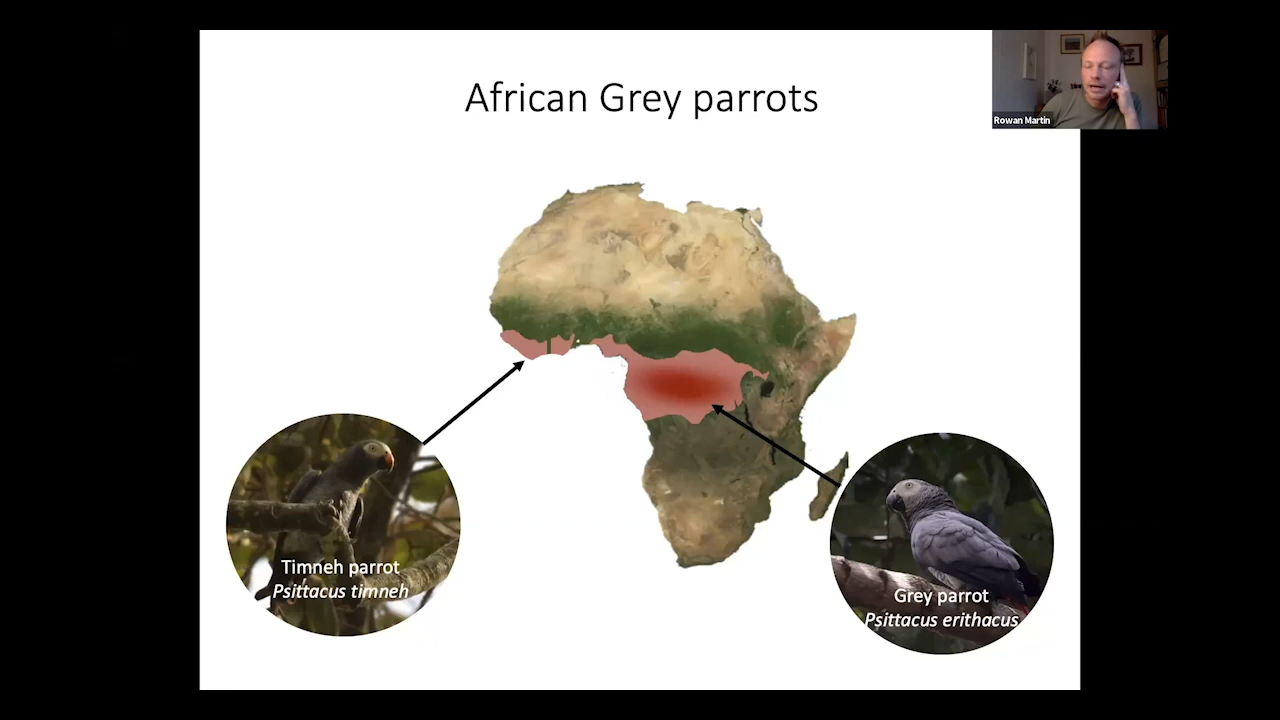 African Grey parrots
Rowan Martin
Timneh parrot
Psittacus timneh
Grey parrot
Psittacus erithacus